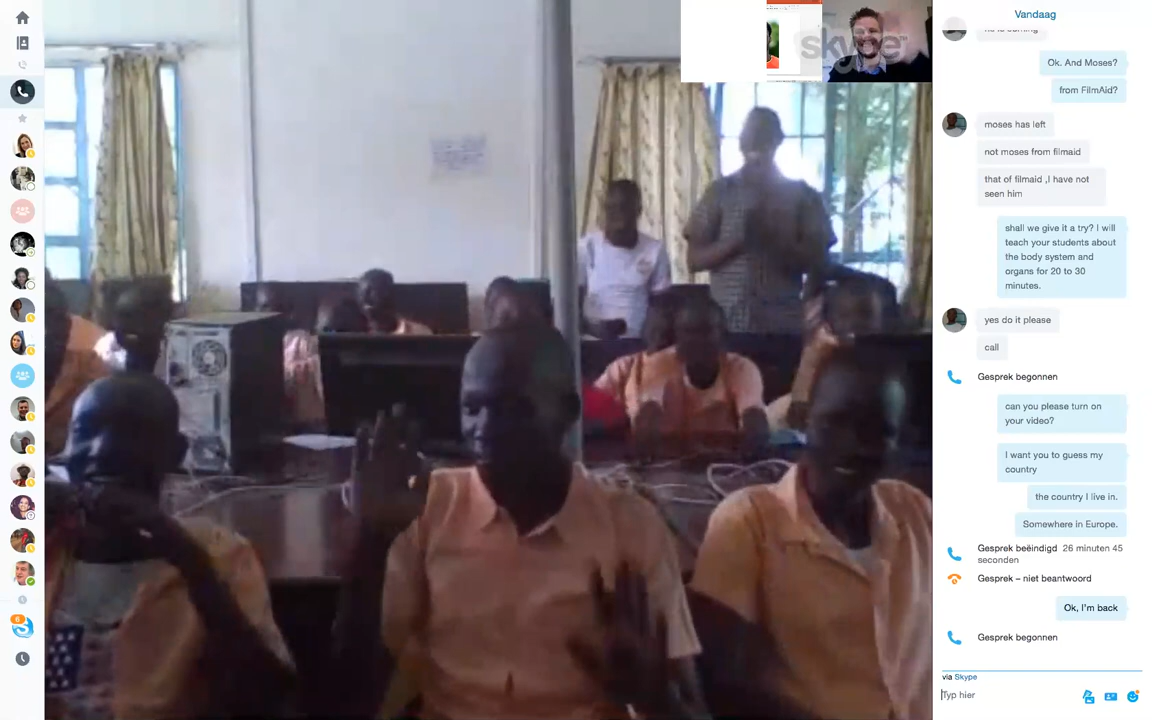 Vandaag
skype™
Ok. And Moses?
from FilmAid?
moses has left
not moses from filmaid
that of filmaid ,I have not
seen him
shall we give it a try? I will
teach your students about
the body system and
organs for 20 to 30
minutes.
yes do it please
call
Gesprek begonnen
can you please turn on
your video?
I want you to guess my
country
the country I live in.
Somewhere in Europe.
Gesprek beëindigd 26 minuten 45
seconden
Gesprek – niet beantwoord
Ok, I'm back
Gesprek begonnen
6
via Skype
Typ hier